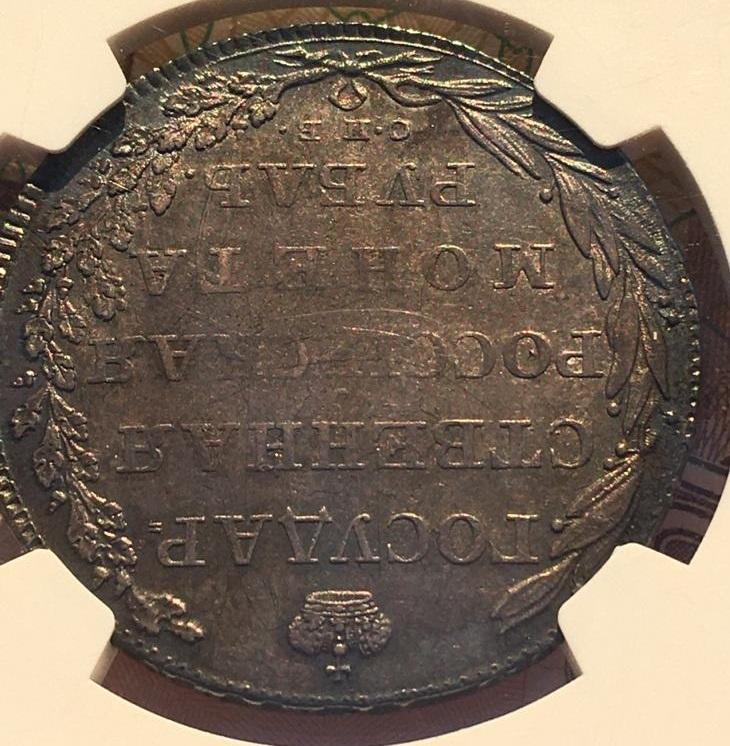 ГОСУДАР=
СТВЕННАЯ
РОССІЙСКАЯ
МОНЕТА
РУБЛЬ.
С.П.Б.